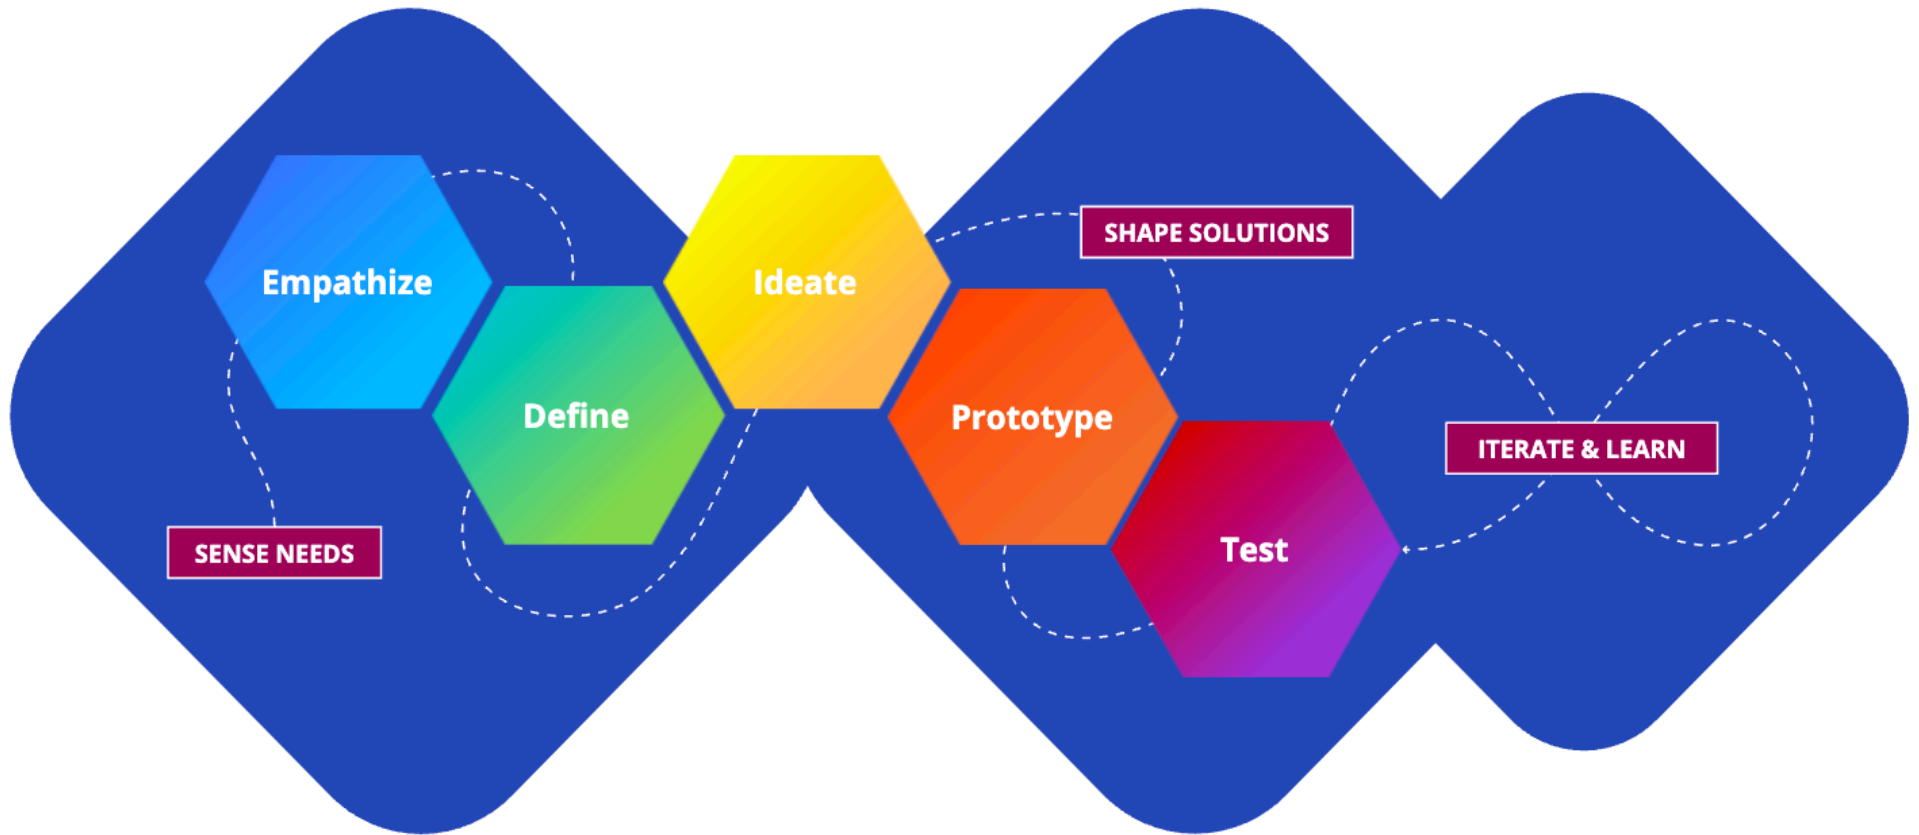 Empathize
Define
Ideate
Prototype
Test
SENSE NEEDS
SHAPE SOLUTIONS
ITERATE & LEARN